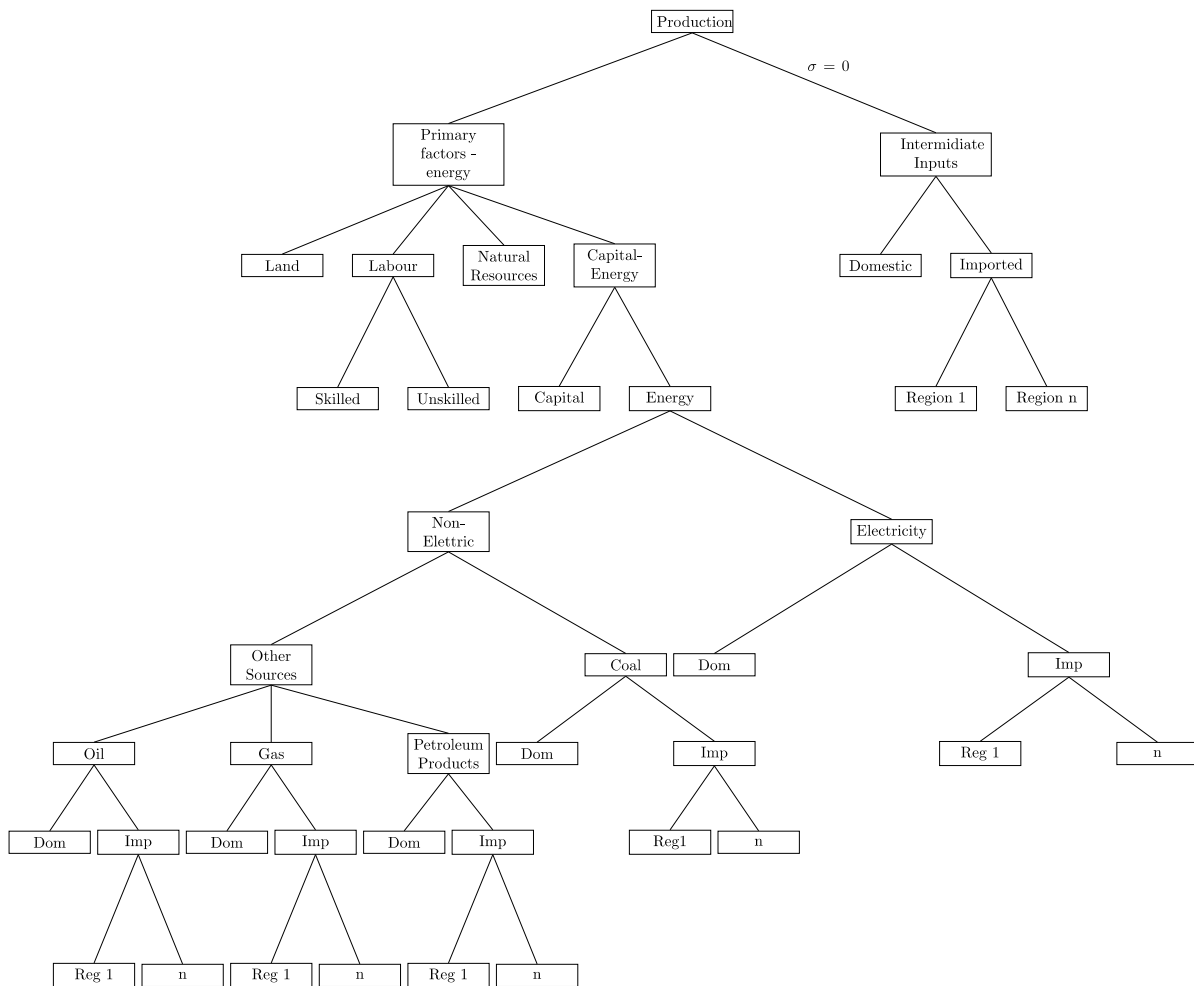 Production
σ = 0
Primary
factors -
energy
Intermidiate
Inputs
Land
Labour
Natural
Resources
Capital-
Energy
Domestic
Imported
Skilled
Unskilled
Capital
Energy
Region 1
Region n
Non-
Elettric
Electricity
Other
Sources
Coal
Dom
Imp
Oil
Gas
Petroleum
Products
Dom
Imp
Reg 1
n
Dom
Imp
Dom
Imp
Dom
Imp
Reg1
n
Reg 1
n
Reg 1
n
Reg 1
n